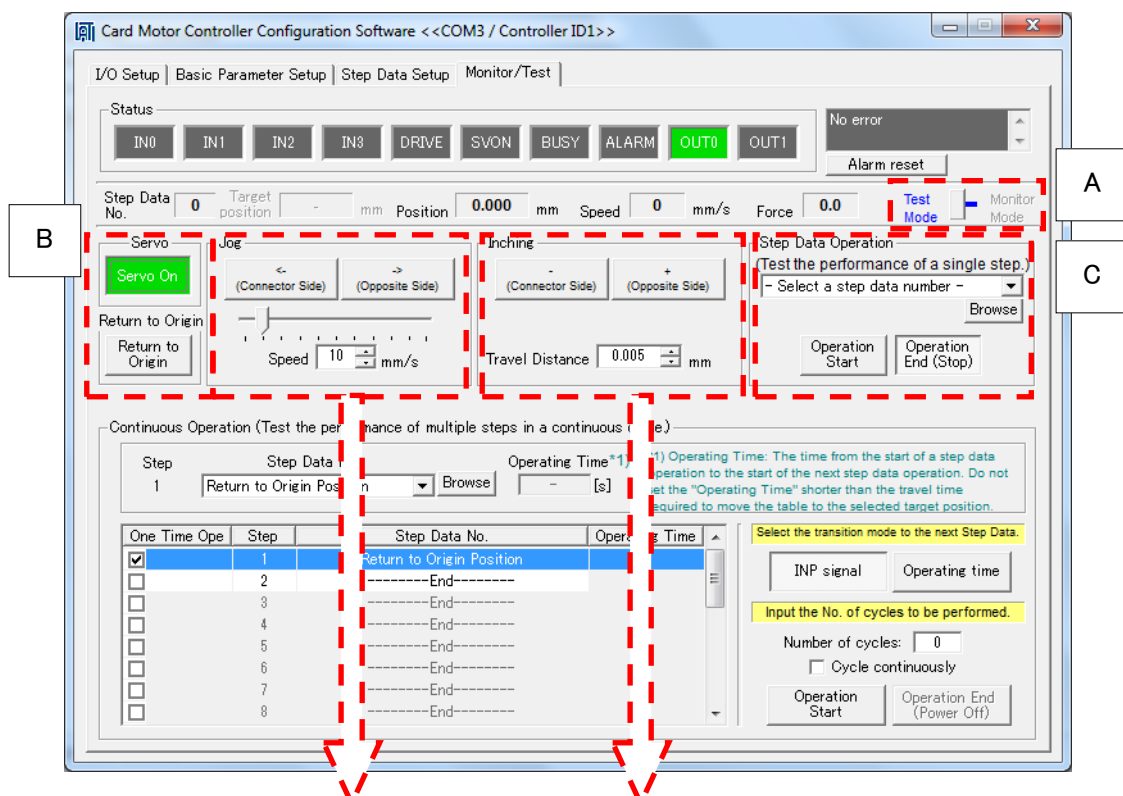 Card Motor Controller Configuration Software <<COM3 / Controller ID1>>
I/O Setup Basic Parameter Setup Step Data Setup Monitor/Test
Status
IN0 IN1 IN2 IN3 DRIVE SVON BUSY ALARM OUT0 OUT1
No error
Alarm reset
A
Step Data No. 0 Target position - mm Position 0.000 mm Speed 0 mm/s Force 0.0 Test Mode Monitor Mode
B
C
Servo
Servo On
Return to Origin
Return to
Origin
Jog
<-
(Connector Side)
->
(Opposite Side)
Speed 10 mm/s
Inching
-
(Connector Side)
+
(Opposite Side)
Travel Distance 0.005 mm
Step Data Operation
(Test the performance of a single step.)
- Select a step data number -
Browse
Operation
Start
Operation
End (Stop)
Continuous Operation (Test the per mance of multiple steps in a continuous e.)
Step
1
Step Data
Return to Origin Pos n
Browse
Operating Time*1)
- [s]
1) Operating Time: The time from the start of a step data
operation to the start of the next step data operation. Do not
set the "Operating Time" shorter than the travel time
equired to move the table to the selected target position.
One Time Ope Step Step Data No. Opera g Time
1 Return to Origin Position
2 --------End--------
3 --------End--------
4 --------End--------
5 --------End--------
6 --------End--------
7 --------End--------
8 --------End--------
Select the transition mode to the next Step Data.
INP signal Operating time
Input the No. of cycles to be performed.
Number of cycles: 0
Cycle continuously
Operation
Start
Operation End
(Power Off)